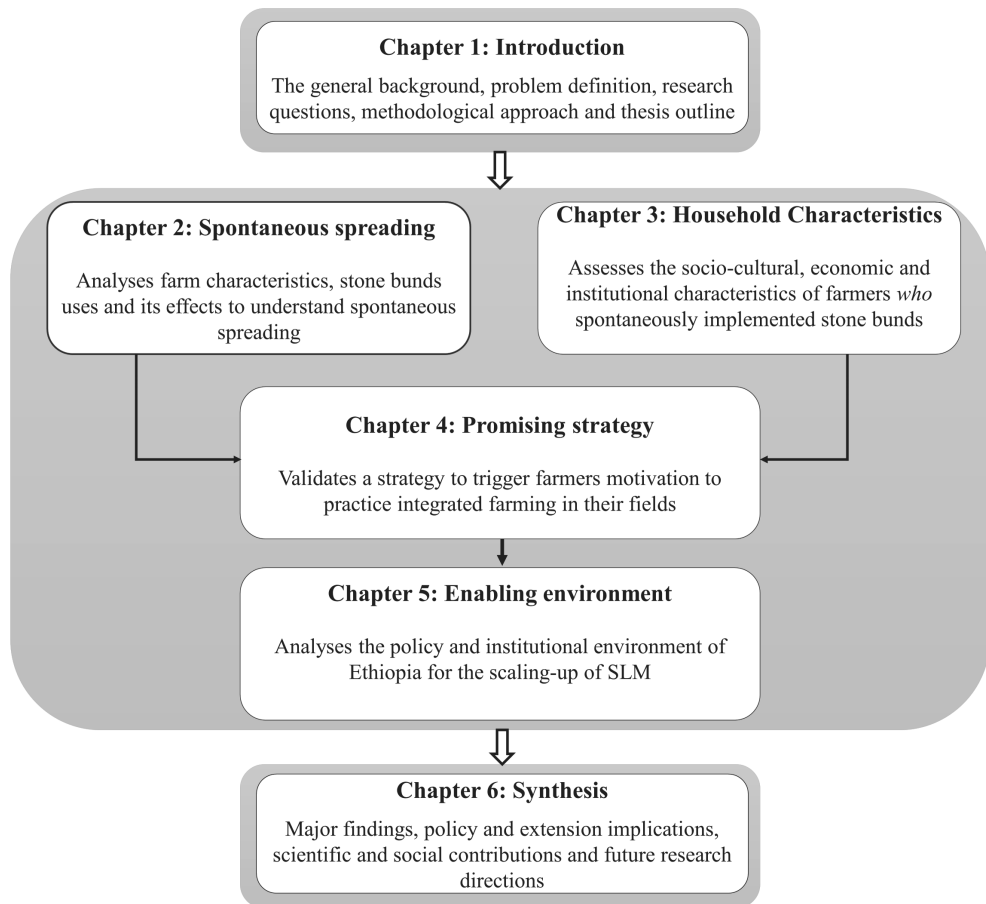 Chapter 1: Introduction
The general background, problem definition, research
questions, methodological approach and thesis outline
Chapter 2: Spontaneous spreading
Analyses farm characteristics, stone bunds
uses and its effects to understand spontaneous
spreading
Chapter 3: Household Characteristics
Assesses the socio-cultural, economic and
institutional characteristics of farmers who
spontaneously implemented stone bunds
Chapter 4: Promising strategy
Validates a strategy to trigger farmers motivation to
practice integrated farming in their fields
Chapter 5: Enabling environment
Analyses the policy and institutional environment of
Ethiopia for the scaling-up of SLM
Chapter 6: Synthesis
Major findings, policy and extension implications,
scientific and social contributions and future research
directions